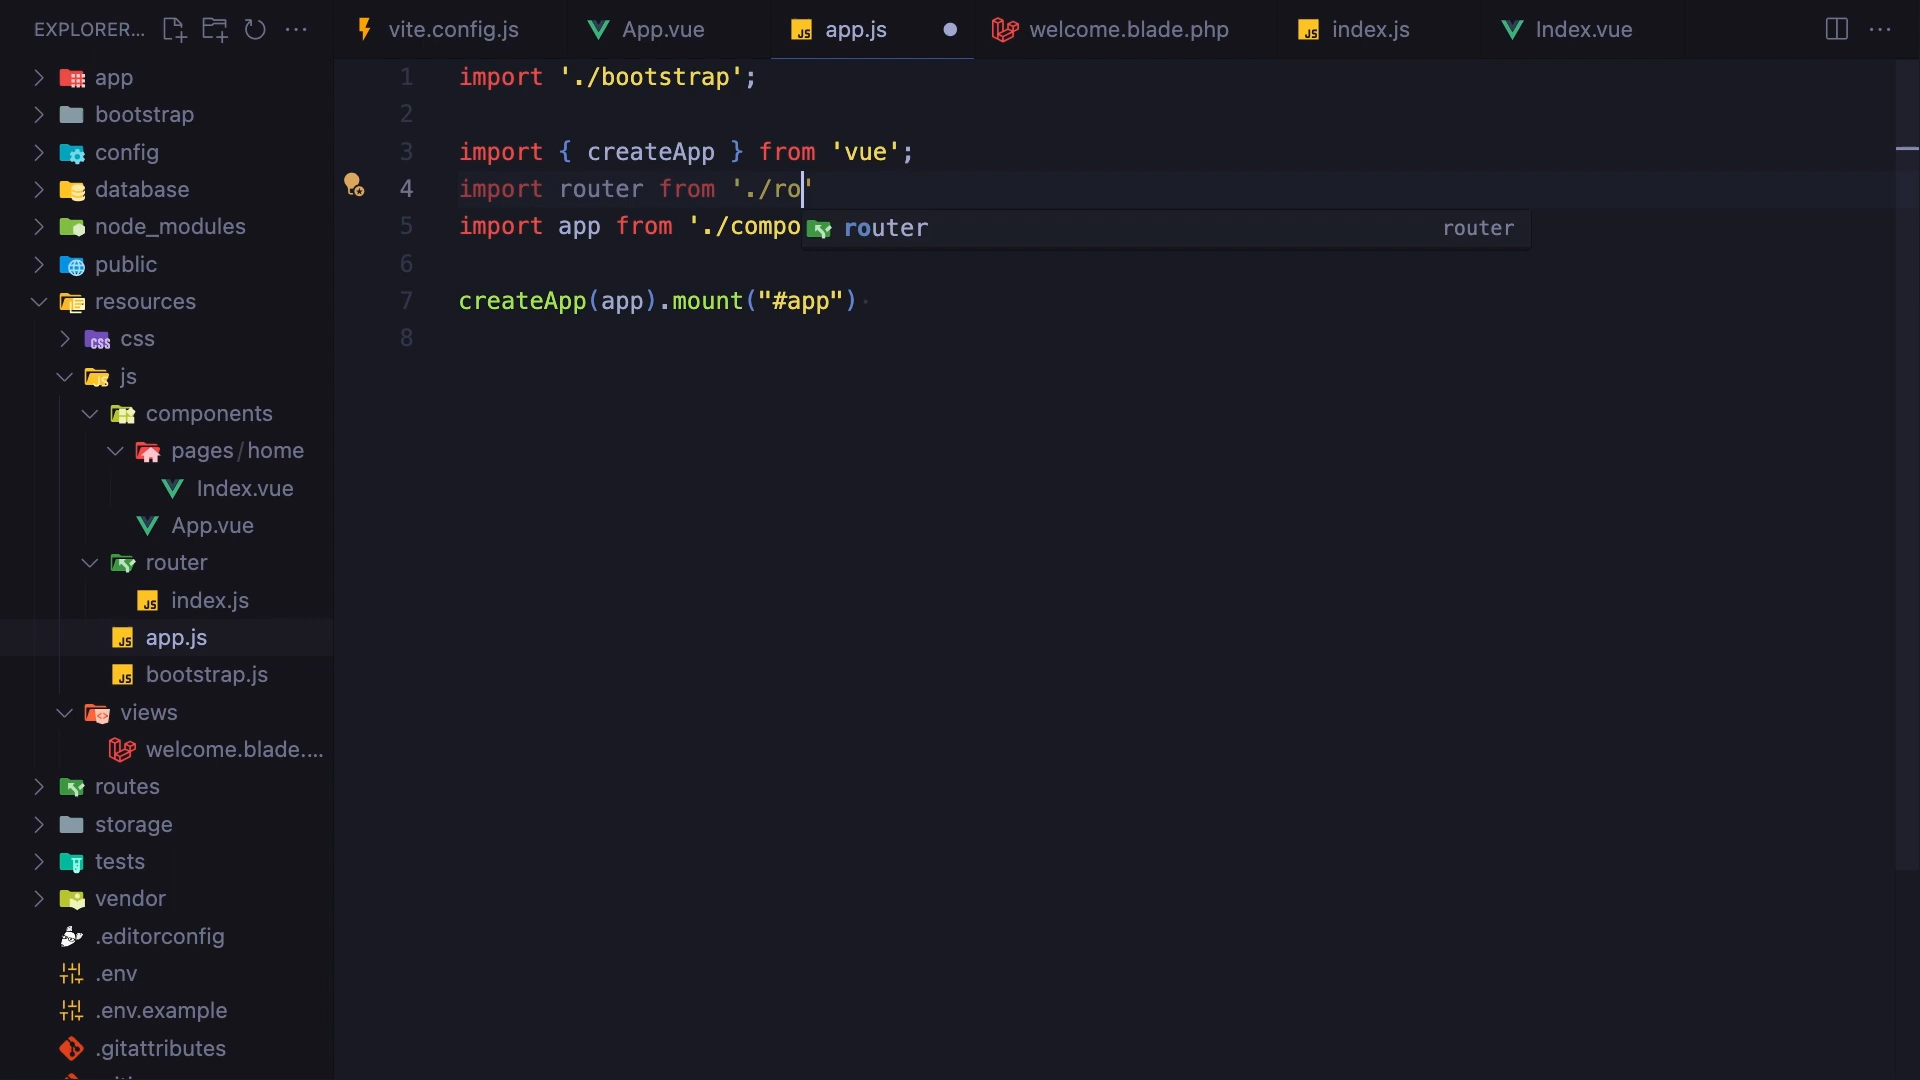 EXPLORER...
app
bootstrap
config
database
node_modules
public
resources
css
js
components
pages/home
Index.vue
App.vue
router
index.js
app.js
bootstrap.js
views
welcome.blade....
routes
storage
tests
vendor
.editorconfig
.env
.env.example
.gitattributes
vite.config.js
App.vue
app.js
welcome.blade.php
index.js
Index.vue
1 import './bootstrap';
2
3 import { createApp } from 'vue';
4 import router from './ro'
5 import app from './compo
router router
6
7 createApp(app).mount("#app")
8